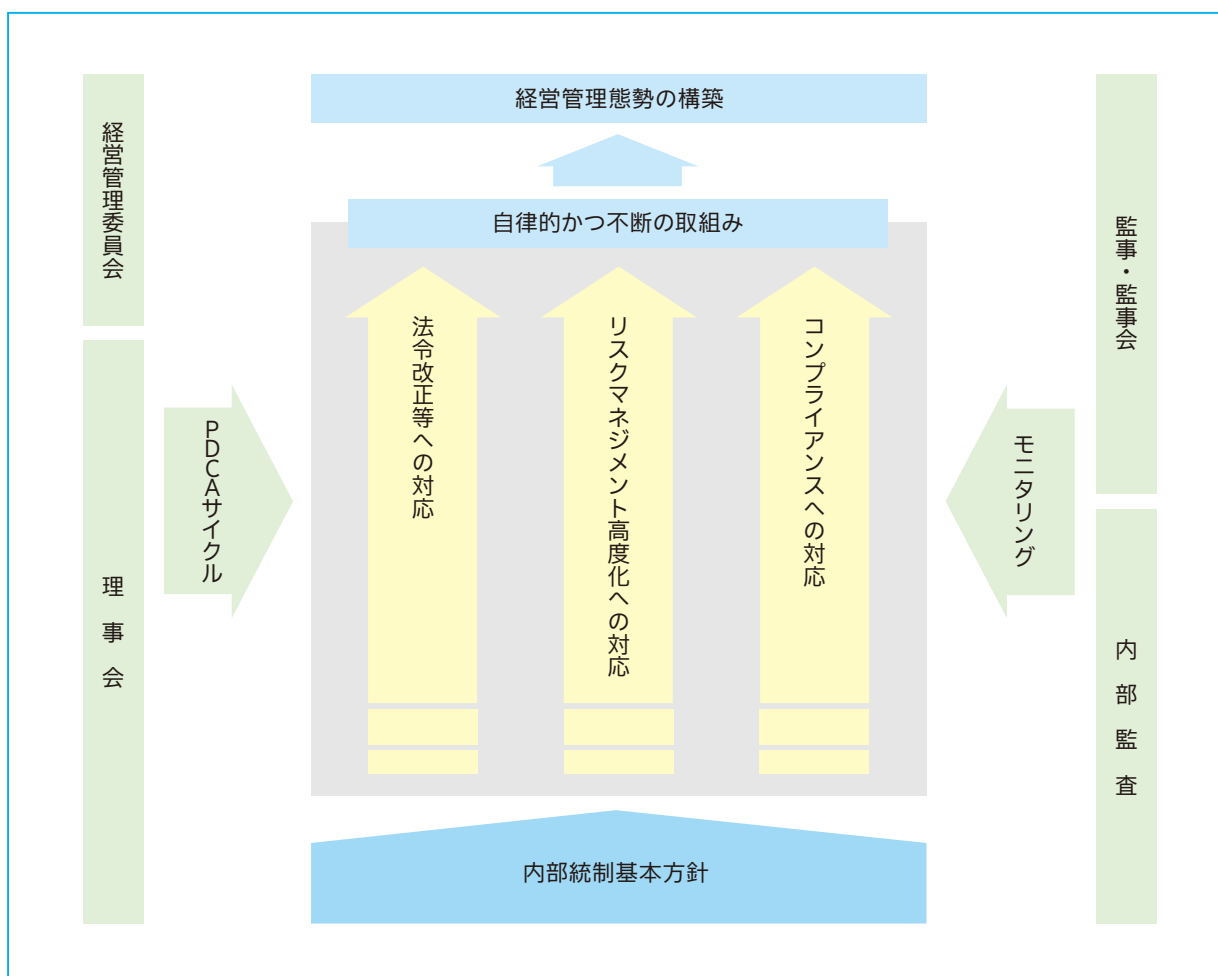 経営管理態勢の構築
自律的かつ不断の取組み
経営管理委員会
理事会
PDCAサイクル
法令改正等への対応
リスクマネジメント高度化への対応
コンプライアンスへの対応
モニタリング
監事・監事会
内部監査
内部統制基本方針